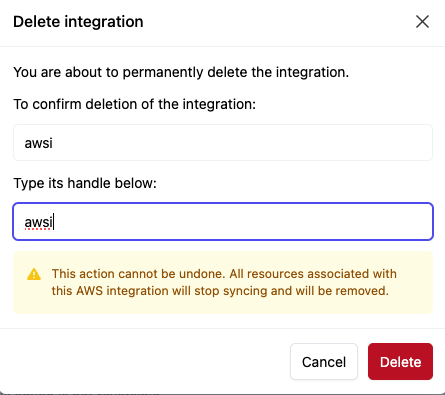 Delete integration
You are about to permanently delete the integration.
To confirm deletion of the integration:
awsi
Type its handle below:
awsi
This action cannot be undone. All resources associated with
this AWS integration will stop syncing and will be removed.
Cancel
Delete